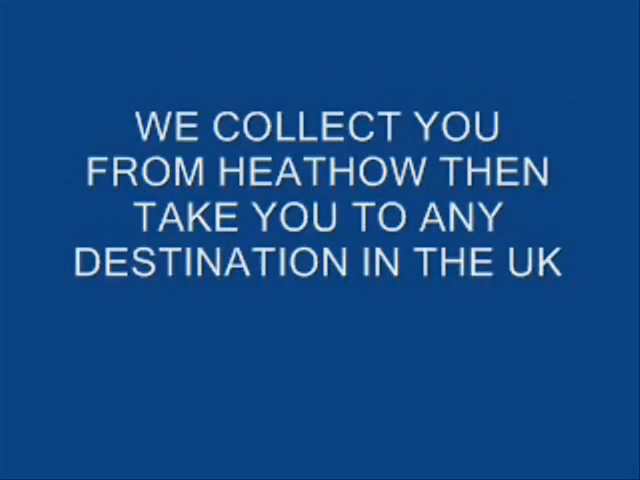 WE COLLECT YOU
FROM HEATHOW THEN
TAKE YOU TO ANY
DESTINATION IN THE UK